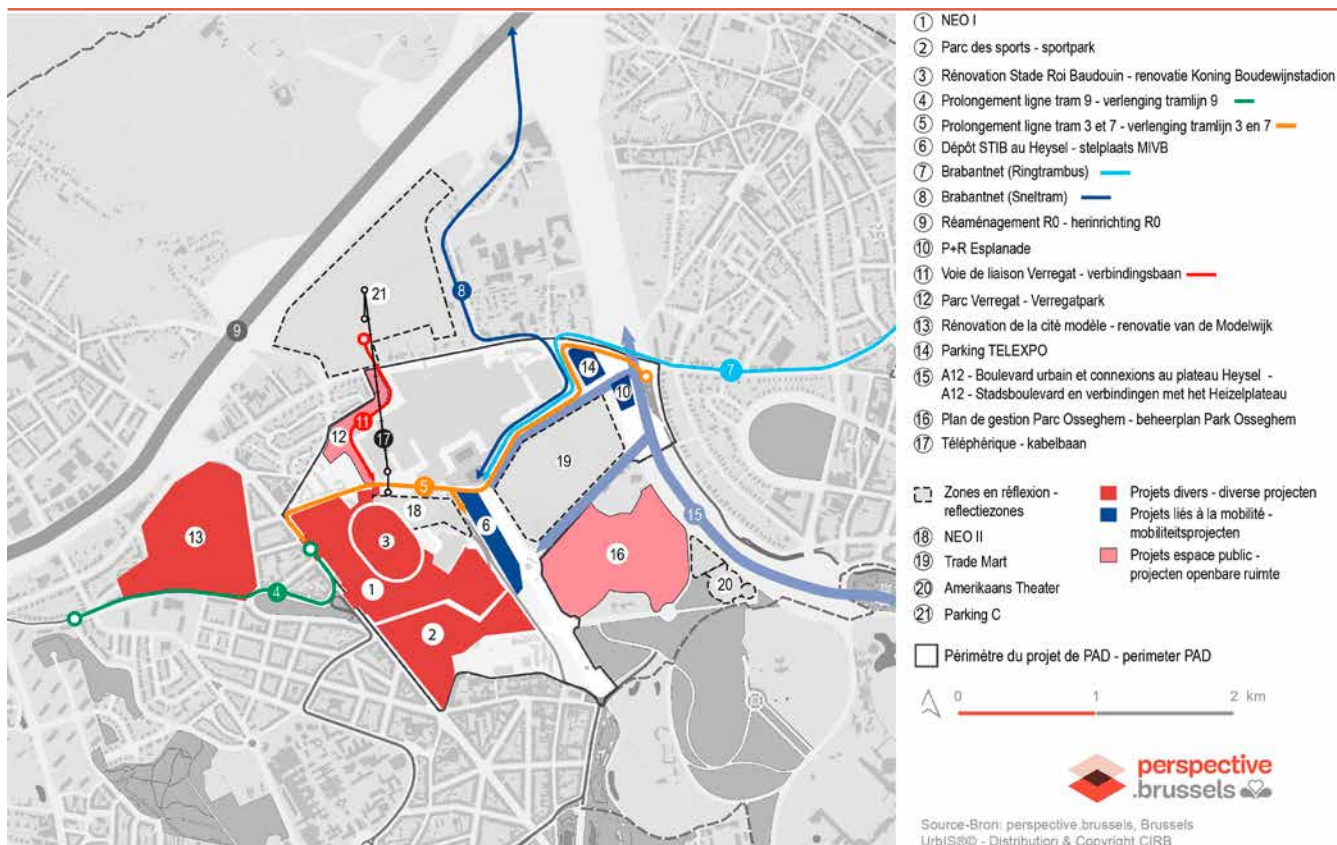 ① NEO I
② Parc des sports - sportpark
③ Rénovation Stade Roi Baudouin - renovatie Koning Boudewijnstadion
④ Prolongement ligne tram 9 - verlenging tramlijn 9
⑤ Prolongement ligne tram 3 et 7 - verlenging tramlijn 3 en 7
⑥ Dépôt STIB au Heysel - stelplaats MIVB
⑦ Brabantnet (Ringtrambus)
⑧ Brabantnet (Sneltram)
⑨ Réaménagement R0 - herinrichting R0
⑩ P+R Esplanade
⑪ Voie de liaison Verregat - verbindingsbaan
⑫ Parc Verregat - Verregatpark
⑬ Rénovation de la cité modèle - renovatie van de Modelwijk
⑭ Parking TELEXPO
⑮ A12 - Boulevard urbain et connexions au plateau Heysel -
A12 - Stadsboulevard en verbindingen met het Heizelplateau
⑯ Plan de gestion Parc Osseghem - beheerplan Park Osseghem
⑰ Téléphérique - kabelbaan
Zones en réflexion -
reflectiezones
⑱ NEO II
⑲ Trade Mart
⑳ Amerikaans Theater
㉑ Parking C
Projets divers - diverse projecten
Projets liés à la mobilité -
mobiliteitsprojecten
Projets espace public -
projecten openbare ruimte
Périmètre du projet de PAD - perimeter PAD
0 1 2 km
perspective
.brussels
Source-Bron: perspective.brussels, Brussels
UrbIS®© - Distribution & Copyright CIRB
21
8
9
7
14
10
11
12
17
19
5
18
6
15
13
3
16
1
20
4
2